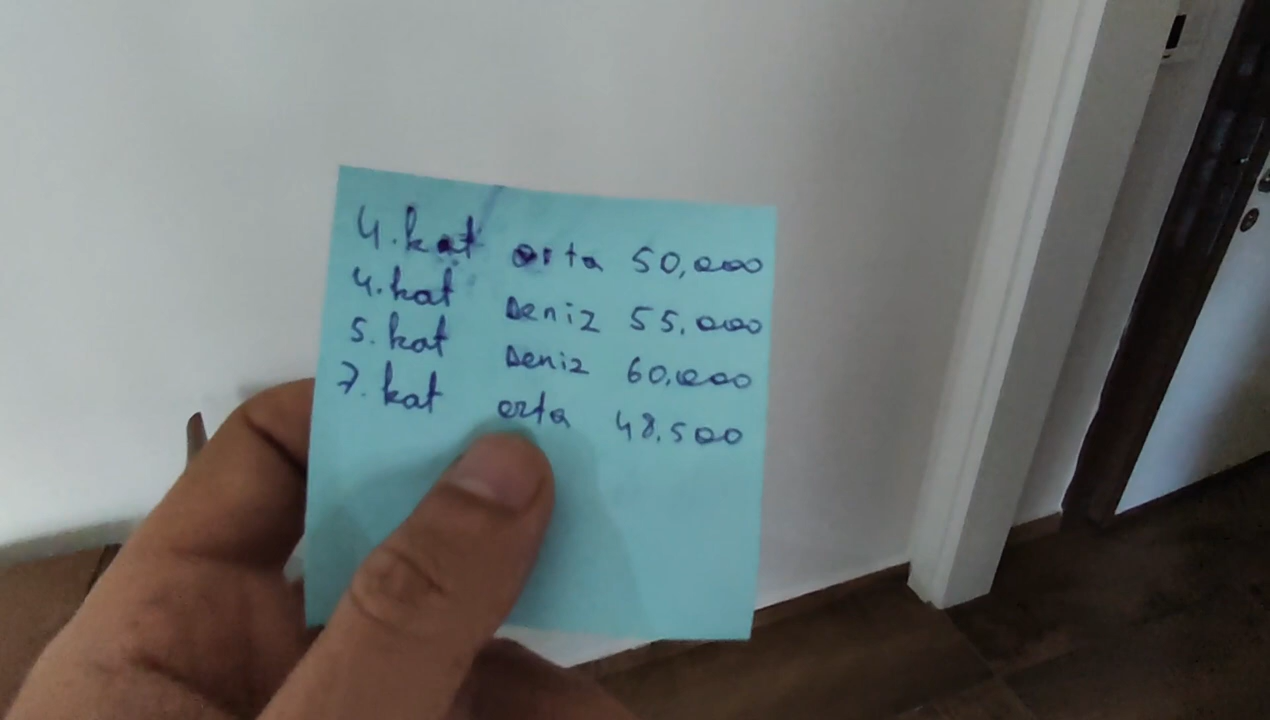 4. kat orta 50,000
4. kat Deniz 55.000
5. kat Deniz 60.000
7. kat orta 48.500